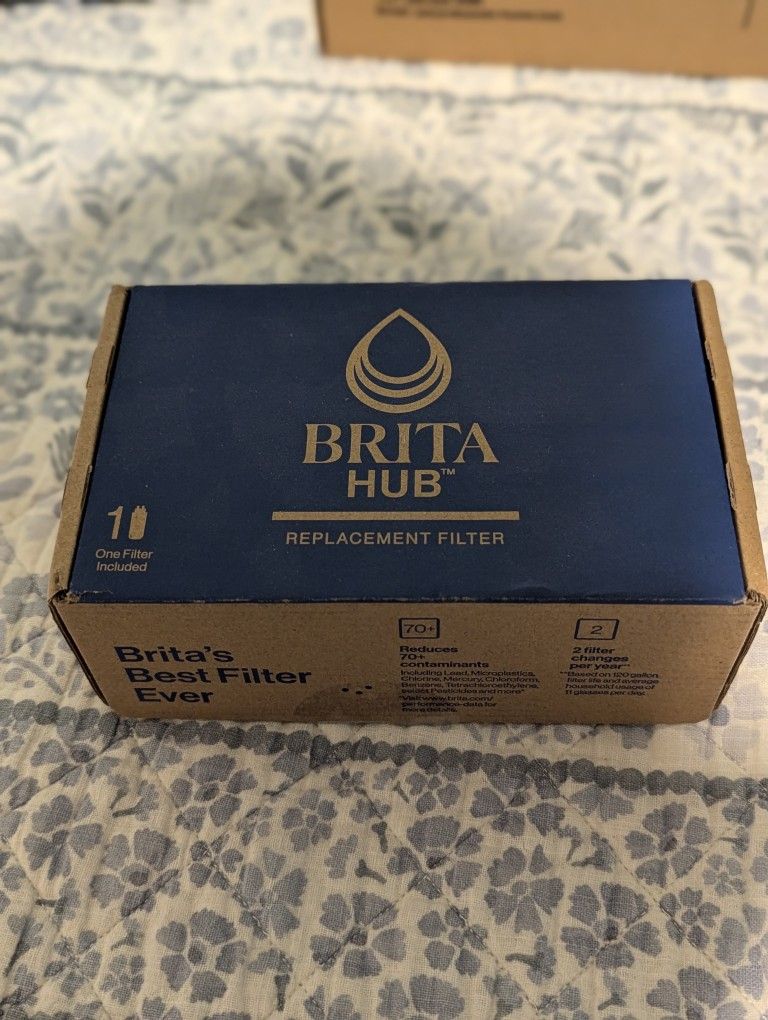 BRITA
HUB™
REPLACEMENT FILTER
1
One Filter
Included
Brita's
Best Filter
Ever
70+
Reduces
70+
contaminants
Including Lead, Microplastics,
Chlorine, Mercury, Chloroform,
Benzene, Tetrachloroethylene,
select Pesticides and more*
*Visit www.brita.com/
performance-data for
more details.
2
2 filter
changes
per year**
**Based on 120 gallon
filter life and average
household usage of
11 glasses per day.